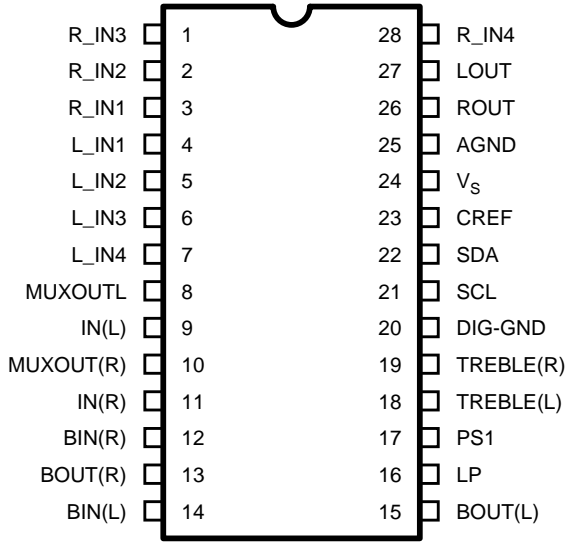 R_IN3 1 28 R_IN4
R_IN2 2 27 LOUT
R_IN1 3 26 ROUT
L_IN1 4 25 AGND
L_IN2 5 24 VS
L_IN3 6 23 CREF
L_IN4 7 22 SDA
MUXOUTL 8 21 SCL
IN(L) 9 20 DIG-GND
MUXOUT(R) 10 19 TREBLE(R)
IN(R) 11 18 TREBLE(L)
BIN(R) 12 17 PS1
BOUT(R) 13 16 LP
BIN(L) 14 15 BOUT(L)